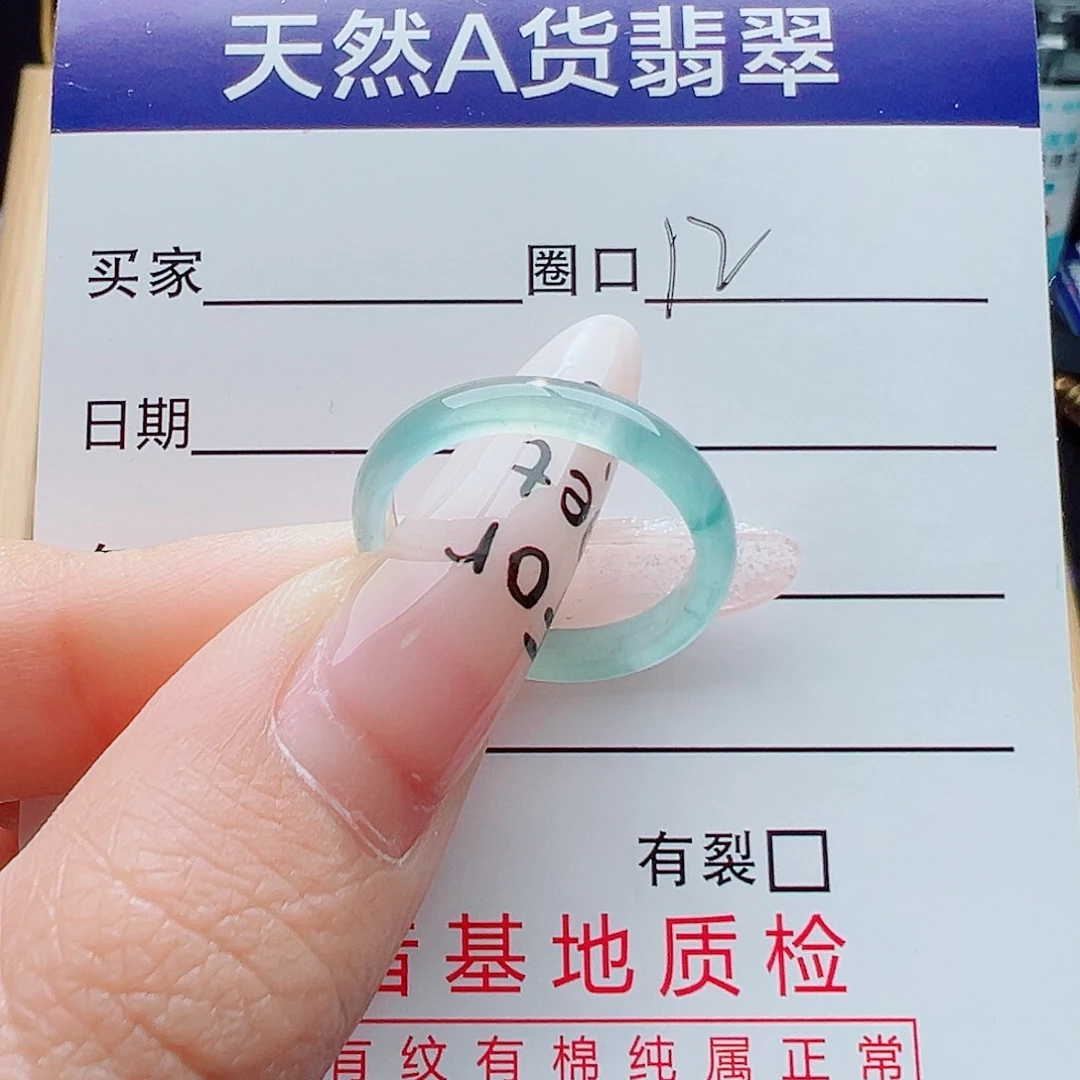 天然A货翡翠
买家 圈口 12
日期
有裂
基地质检
有纹有棉纯属正常